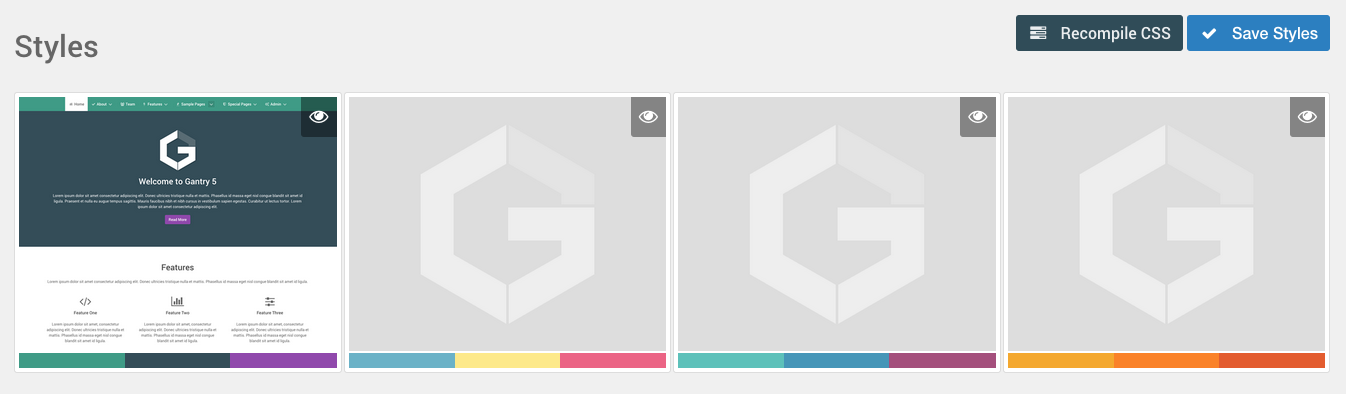 Styles
Recompile CSS
Save Styles
Home About Team Features Sample Pages Special Pages Admin
Welcome to Gantry 5
Lorem ipsum dolor sit amet consectetur adipiscing elit. Donec ultricies tristique nulla et mattis. Phasellus id massa eget nisl congue blandit sit amet id
ligula. Praesent et nulla eu augue tempus sagittis. Mauris faucibus nibh et nibh cursus in vestibulum sapien egestas. Curabitur ut lectus tortor. Lorem
ipsum dolor sit amet consectetur adipiscing elit
Read More
Features
Lorem ipsum dolor sit amet, consectetur adipiscing elit. Donec ultricies tristique nulla et mattis. Phasellus id massa eget nisl congue blandit sit amet id ligula.
Feature One
Feature Two
Feature Three
Lorem ipsum dolor sit amet, consectetur
adipiscing elit. Donec ultricies tristique nulla et
mattis. Phasellus id massa eget nisl congue
blandit sit amet id ligula.
Lorem ipsum dolor sit amet, consectetur
adipiscing elit. Donec ultricies tristique nulla et
mattis. Phasellus id massa eget nisl congue
blandit sit amet id ligula.
Lorem ipsum dolor sit amet, consectetur
adipiscing elit. Donec ultricies tristique nulla et
mattis. Phasellus id massa eget nisl congue
blandit sit amet id ligula.